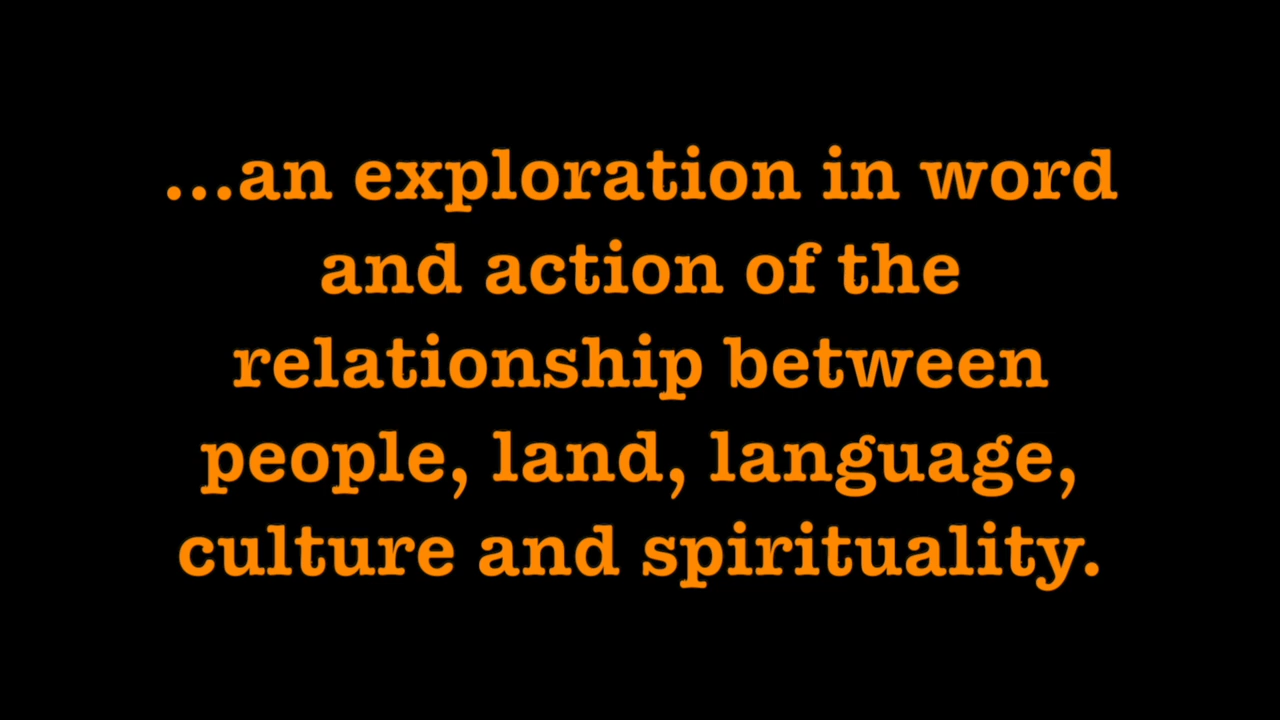 ...an exploration in word
and action of the
relationship between
people, land, language,
culture and spirituality.